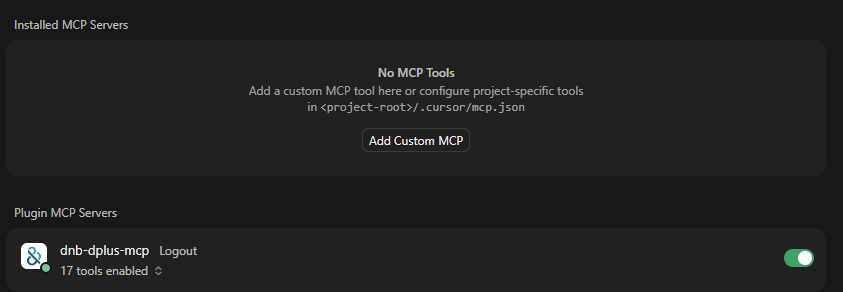 Installed MCP Servers
No MCP Tools
Add a custom MCP tool here or configure project-specific tools
in <project-root>/.cursor/mcp.json
Add Custom MCP
Plugin MCP Servers
dnb-dplus-mcp Logout
17 tools enabled